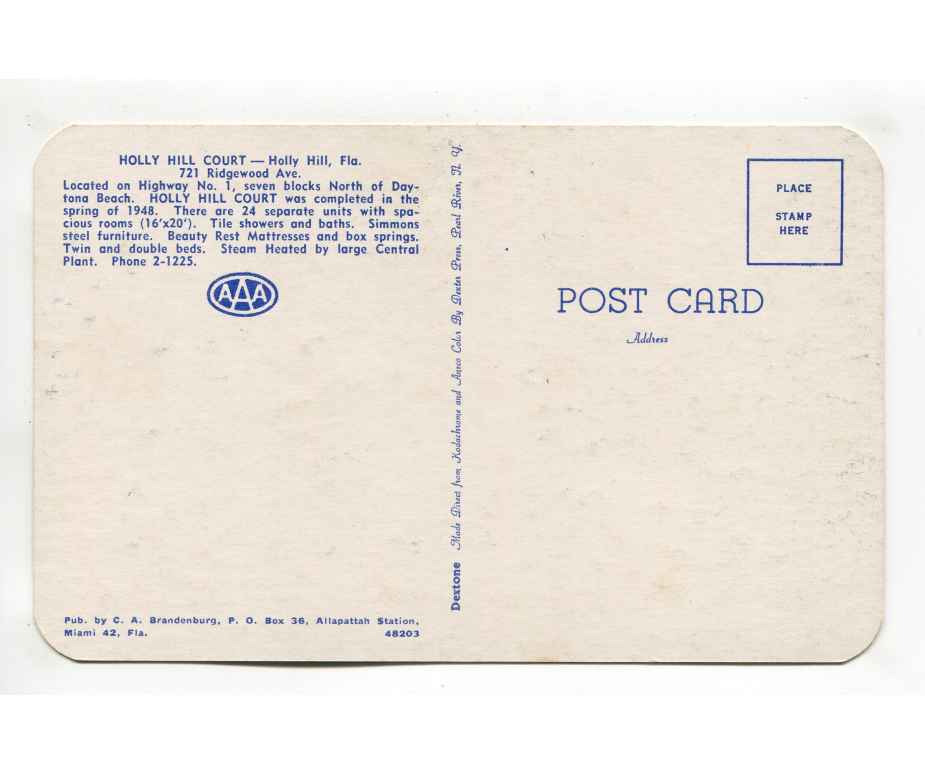 HOLLY HILL COURT — Holly Hill, Fla.
721 Ridgewood Ave.
Located on Highway No. 1, seven blocks North of Day-
tona Beach. HOLLY HILL COURT was completed in the
spring of 1948. There are 24 separate units with spa-
cious rooms (16'x20'). Tile showers and baths. Simmons
steel furniture. Beauty Rest Mattresses and box springs.
Twin and double beds. Steam Heated by large Central
Plant. Phone 2-1225.
AAA
Pub. by C. A. Brandenburg, P. O. Box 36, Allapattah Station,
Miami 42, Fla. 48203
Dextone Made Direct from Kodachrome and Ansco Color By Dexter Press, Pearl River, N. Y.
PLACE
STAMP
HERE
POST CARD
Address